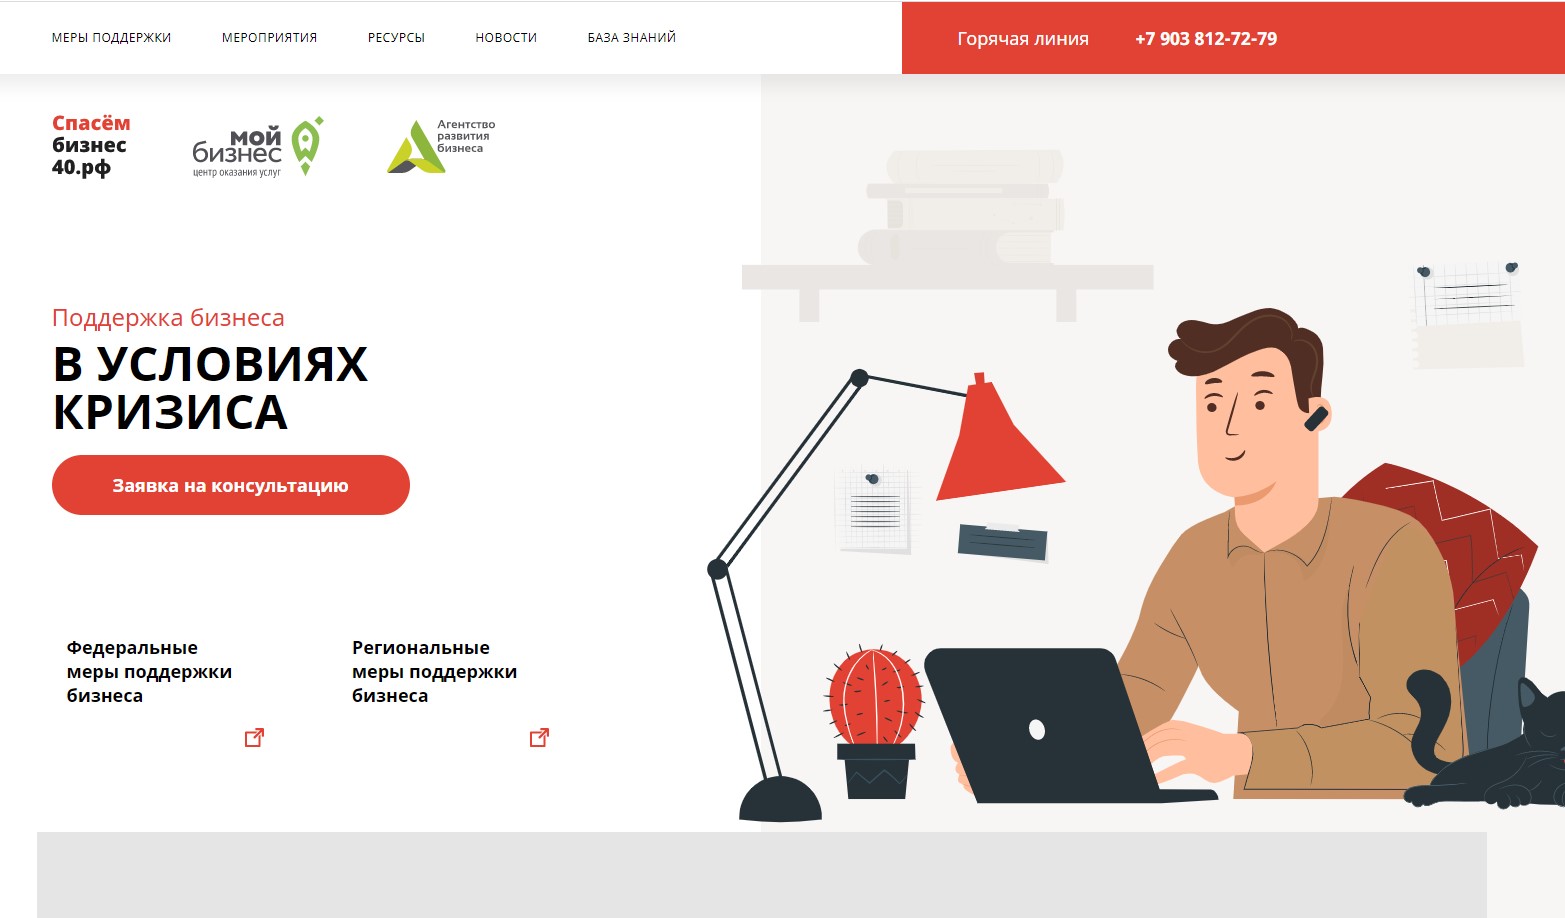 МЕРЫ ПОДДЕРЖКИ
МЕРОПРИЯТИЯ
РЕСУРСЫ
НОВОСТИ
БАЗА ЗНАНИЙ
Горячая линия
+7 903 812-72-79
Спасём
бизнес
40.рф
мой
бизнес
центр оказания услуг
Агентство
развития
бизнеса
Поддержка бизнеса
В УСЛОВИЯХ
КРИЗИСА
Заявка на консультацию
Федеральные
меры поддержки
бизнеса
Региональные
меры поддержки
бизнеса